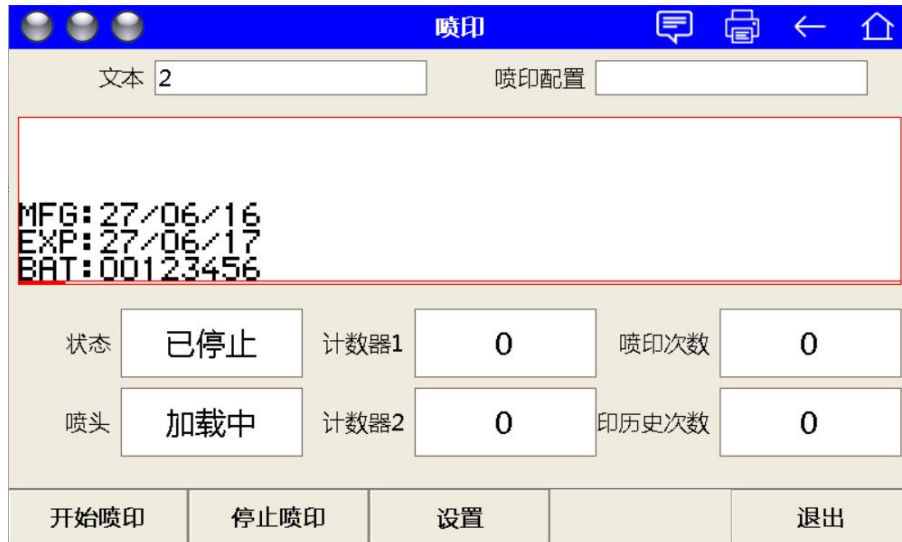 喷印
文本 2 喷印配置
MFG:27/06/16
EXP:27/06/17
BAT:00123456
状态 已停止 计数器1 0 喷印次数 0
喷头 加载中 计数器2 0 印历史次数 0
开始喷印 停止喷印 设置 退出